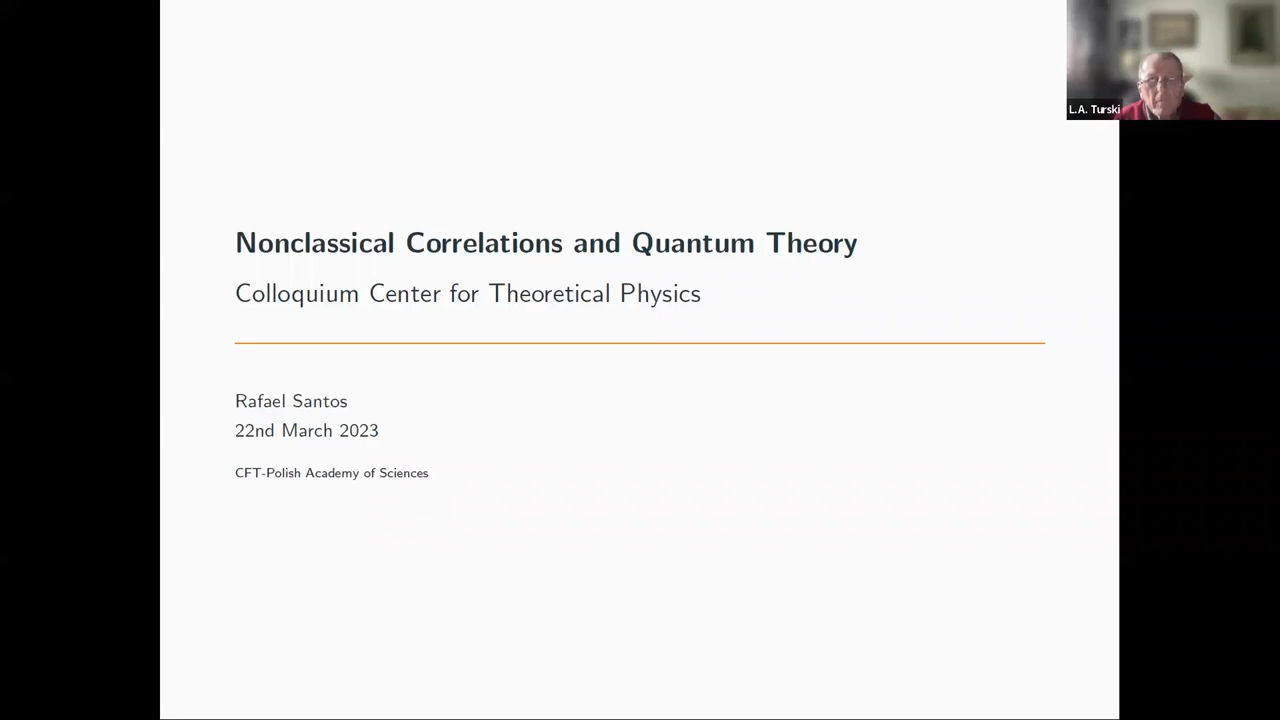 L.A. Turski
Nonclassical Correlations and Quantum Theory
Colloquium Center for Theoretical Physics
Rafael Santos
22nd March 2023
CFT-Polish Academy of Sciences